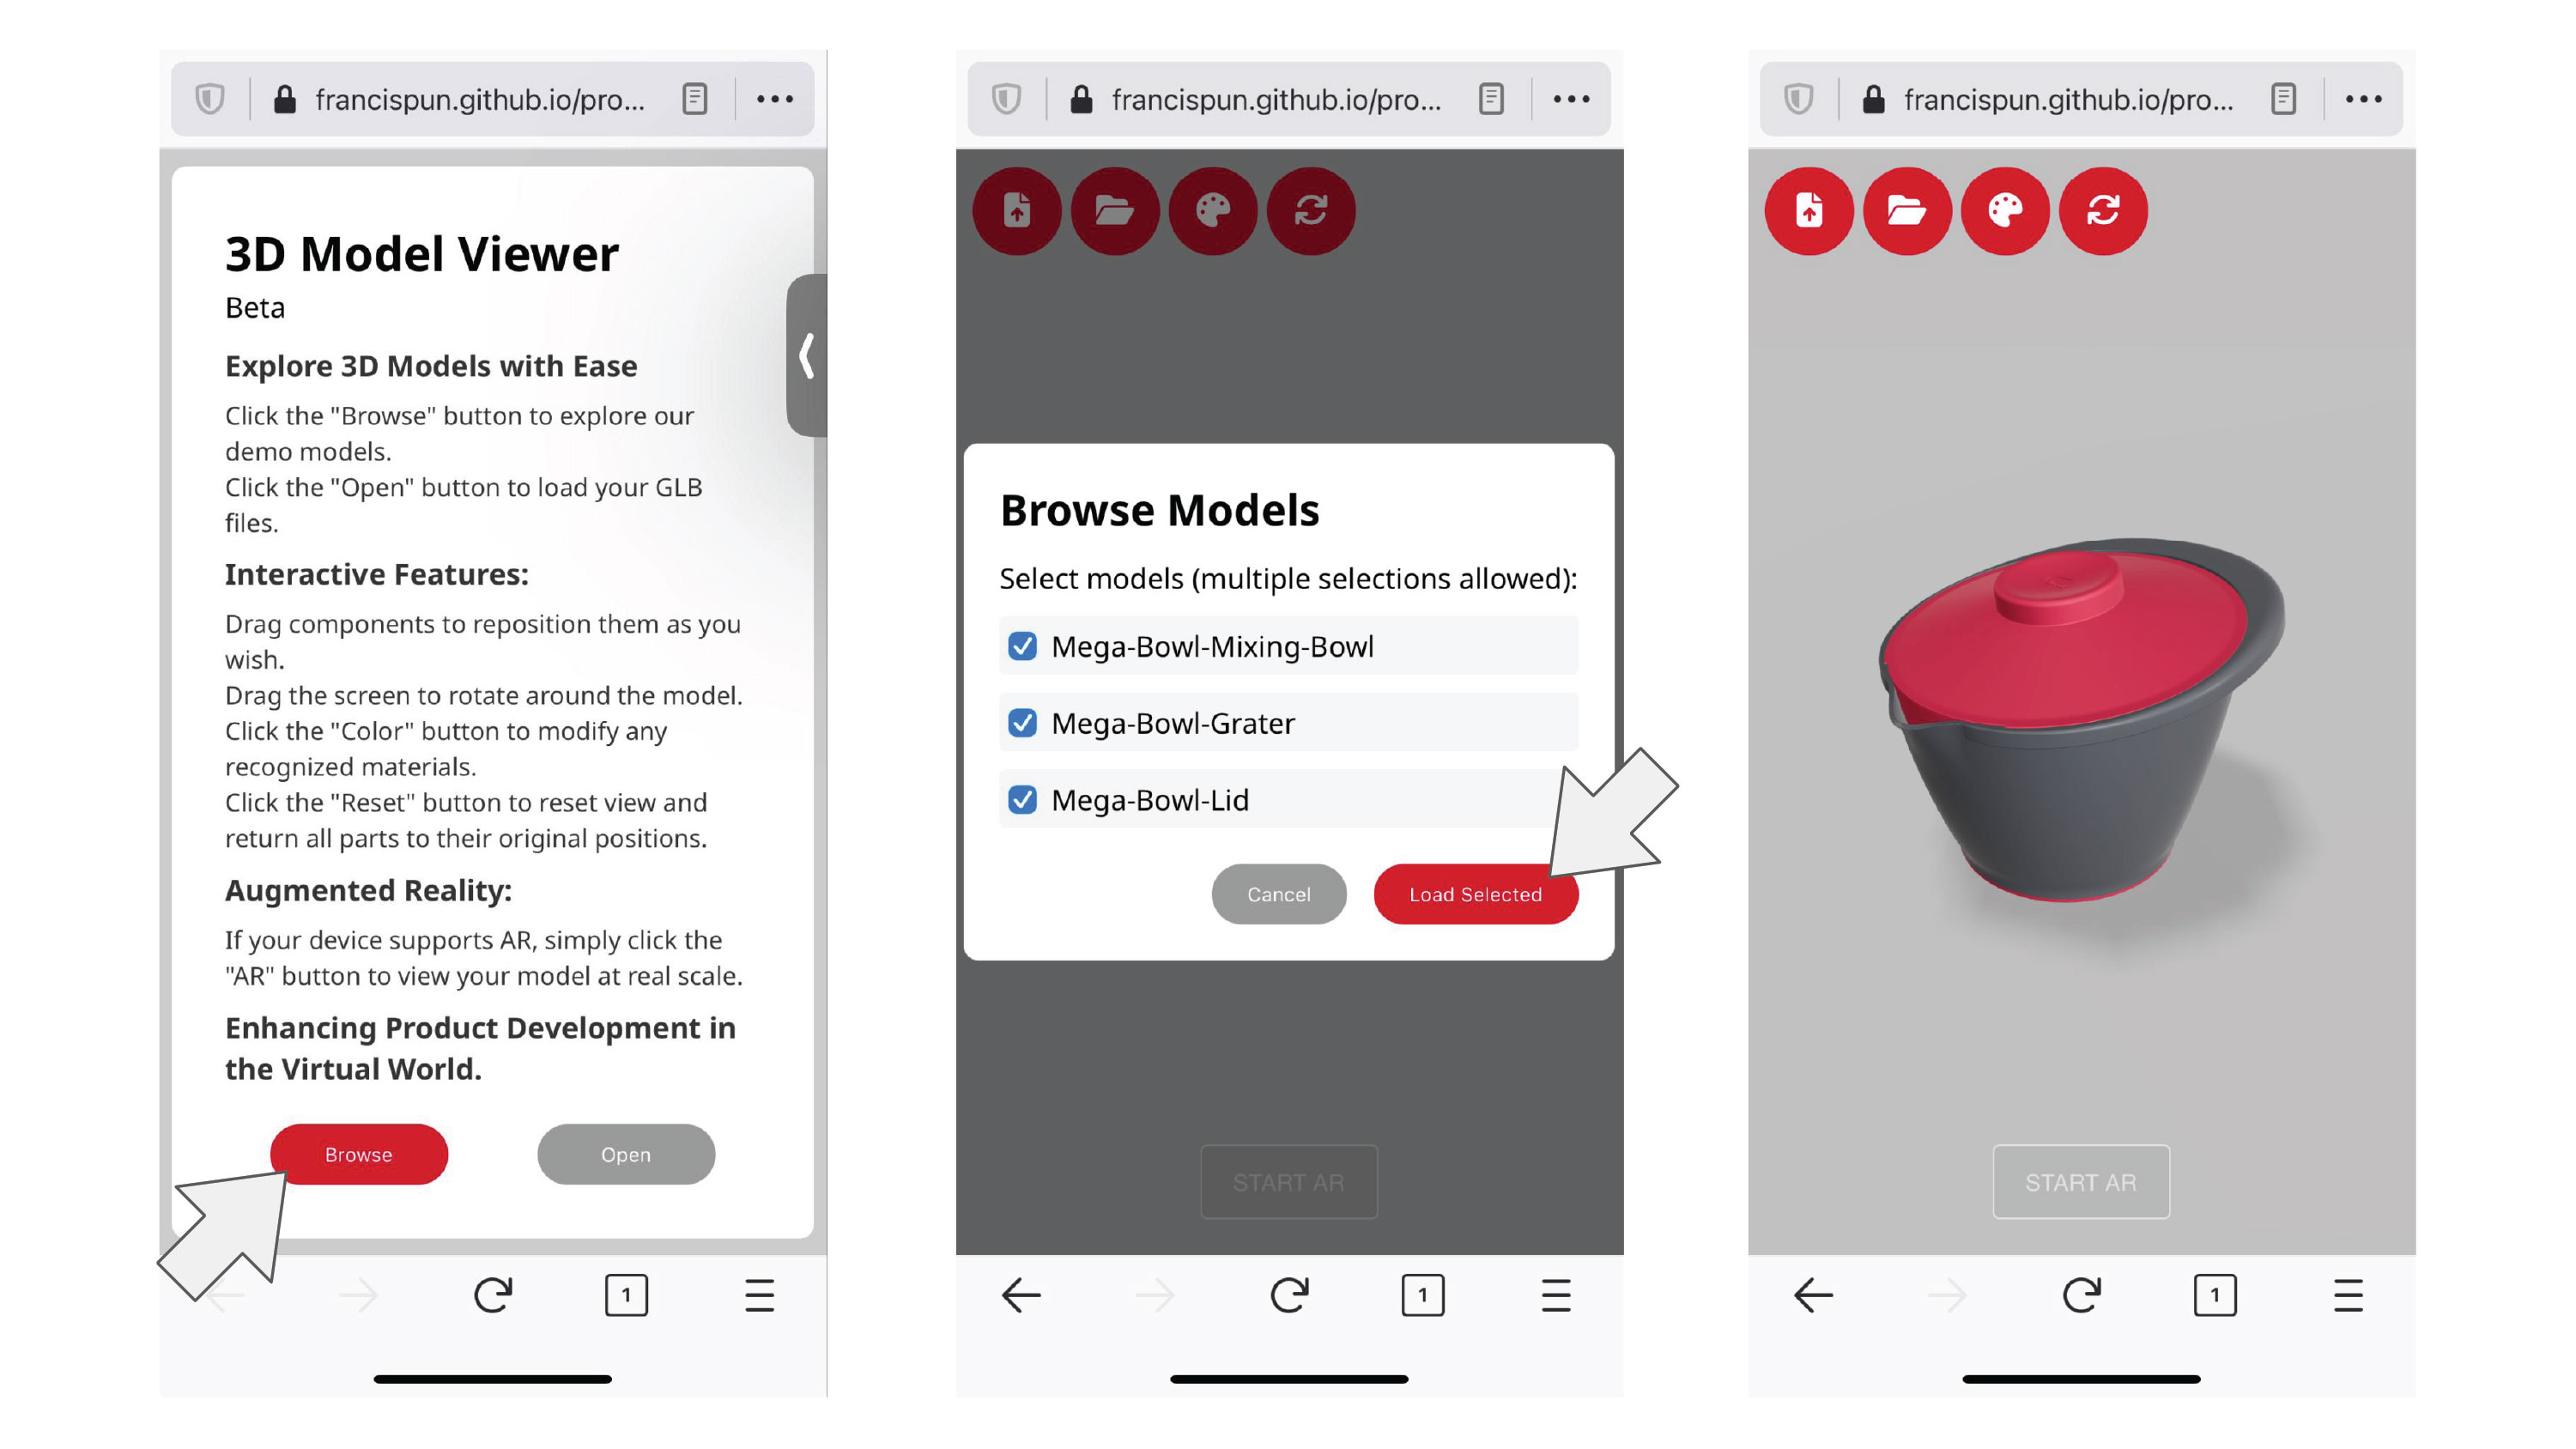 francispun.github.io/pro...
3D Model Viewer
Beta
Explore 3D Models with Ease
Click the "Browse" button to explore our
demo models.
Click the "Open" button to load your GLB
files.
Interactive Features:
Drag components to reposition them as you
wish.
Drag the screen to rotate around the model.
Click the "Color" button to modify any
recognized materials.
Click the "Reset" button to reset view and
return all parts to their original positions.
Augmented Reality:
If your device supports AR, simply click the
"AR" button to view your model at real scale.
Enhancing Product Development in
the Virtual World.
Browse
Open
1
francispun.github.io/pro...
Browse Models
Select models (multiple selections allowed):
Mega-Bowl-Mixing-Bowl
Mega-Bowl-Grater
Mega-Bowl-Lid
Cancel
Load Selected
START AR
1
francispun.github.io/pro...
START AR
1